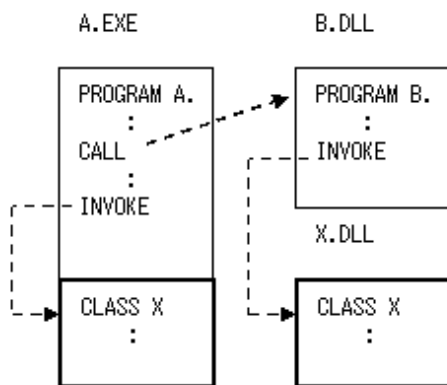 A.EXE
PROGRAM A.
:
CALL
:
INVOKE
CLASS X
:
B.DLL
PROGRAM B.
:
INVOKE
X.DLL
CLASS X
: